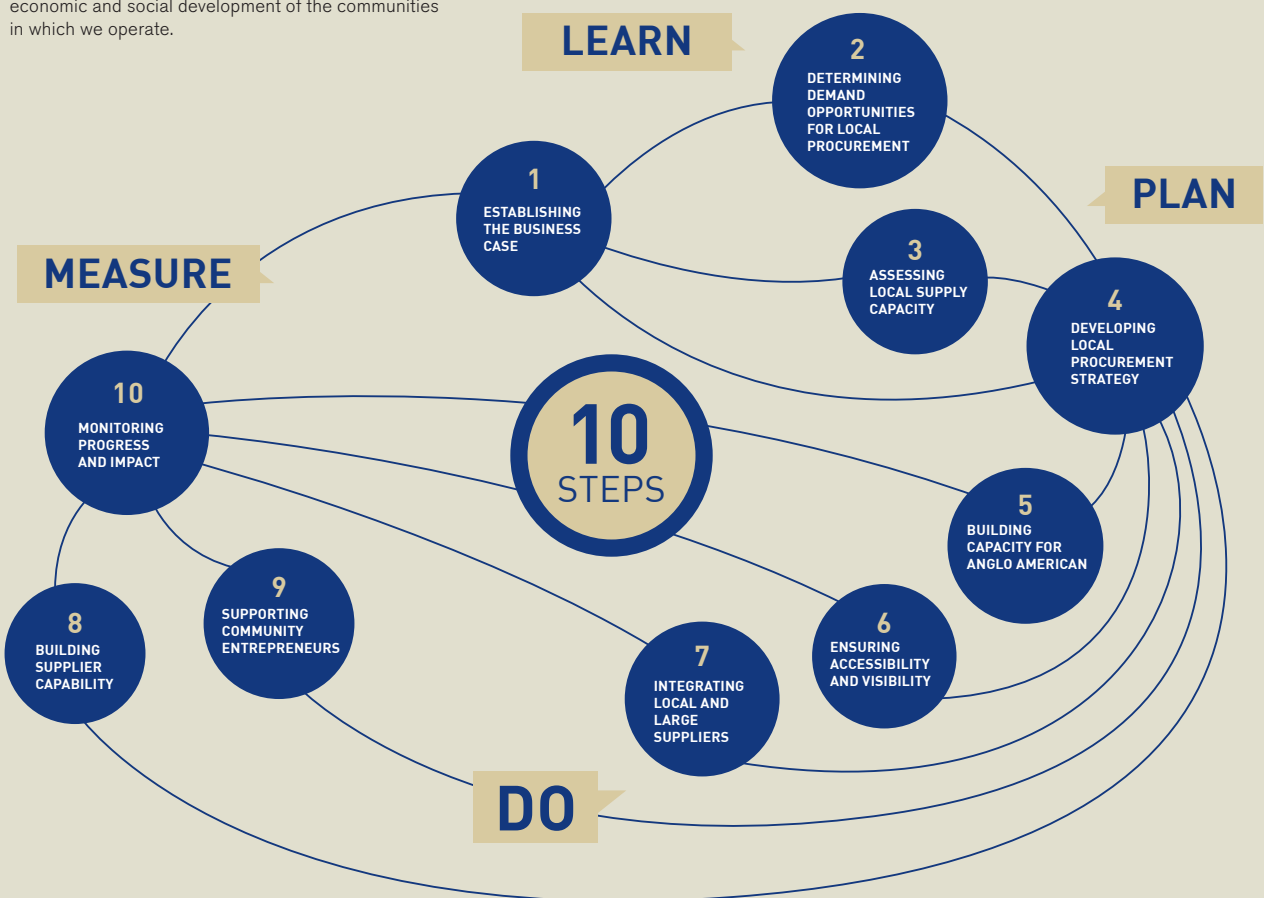 economic and social development of the communities
in which we operate.
LEARN
2
DETERMINING
DEMAND
OPPORTUNITIES
FOR LOCAL
PROCUREMENT
1
ESTABLISHING
THE BUSINESS
CASE
PLAN
3
ASSESSING
LOCAL SUPPLY
CAPACITY
MEASURE
4
DEVELOPING
LOCAL
PROCUREMENT
STRATEGY
10
MONITORING
PROGRESS
AND IMPACT
10
STEPS
5
BUILDING
CAPACITY FOR
ANGLO AMERICAN
9
SUPPORTING
COMMUNITY
ENTREPRENEURS
8
BUILDING
SUPPLIER
CAPABILITY
6
ENSURING
ACCESSIBILITY
AND VISIBILITY
7
INTEGRATING
LOCAL AND
LARGE
SUPPLIERS
DO